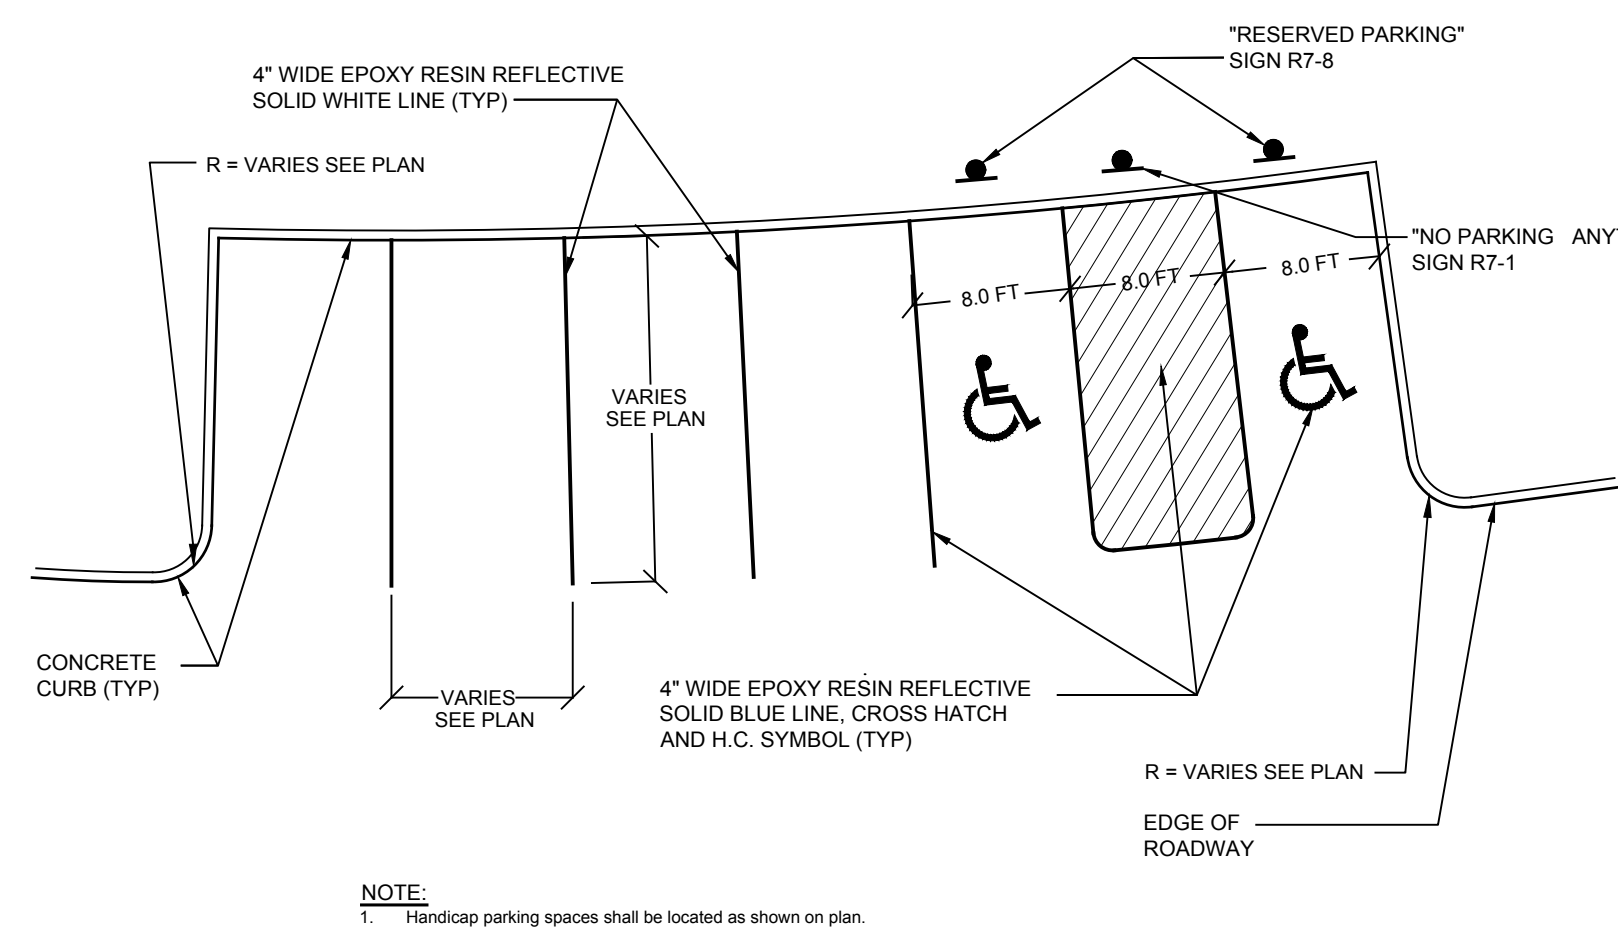 "RESERVED PARKING"
SIGN R7-8
4" WIDE EPOXY RESIN REFLECTIVE
SOLID WHITE LINE (TYP)
R = VARIES SEE PLAN
"NO PARKING
SIGN R7-1
8.0 FT
8.0 FT
8.0 FT
VARIES
SEE PLAN
CONCRETE
CURB (TYP)
VARIES
SEE PLAN
4" WIDE EPOXY RESIN REFLECTIVE
SOLID BLUE LINE, CROSS HATCH
AND H.C. SYMBOL (TYP)
R = VARIES SEE PLAN
EDGE OF
ROADWAY
NOTE:
1. Handicap parking spaces shall be located as shown on plan.